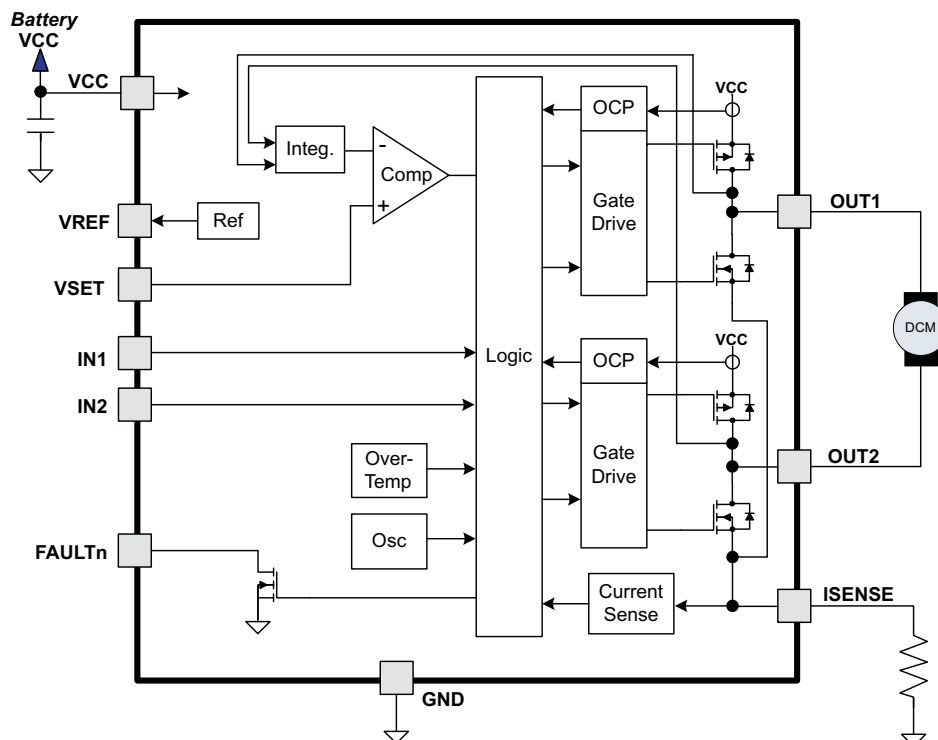 Battery
VCC
VCC
VREF
VSET
IN1
IN2
FAULTn
Integ.
-
Comp
+
Ref
Logic
Over-
Temp
Osc
OCP
Gate
Drive
VCC
OCP
Gate
Drive
VCC
Current
Sense
OUT1
DCM
OUT2
ISENSE
GND